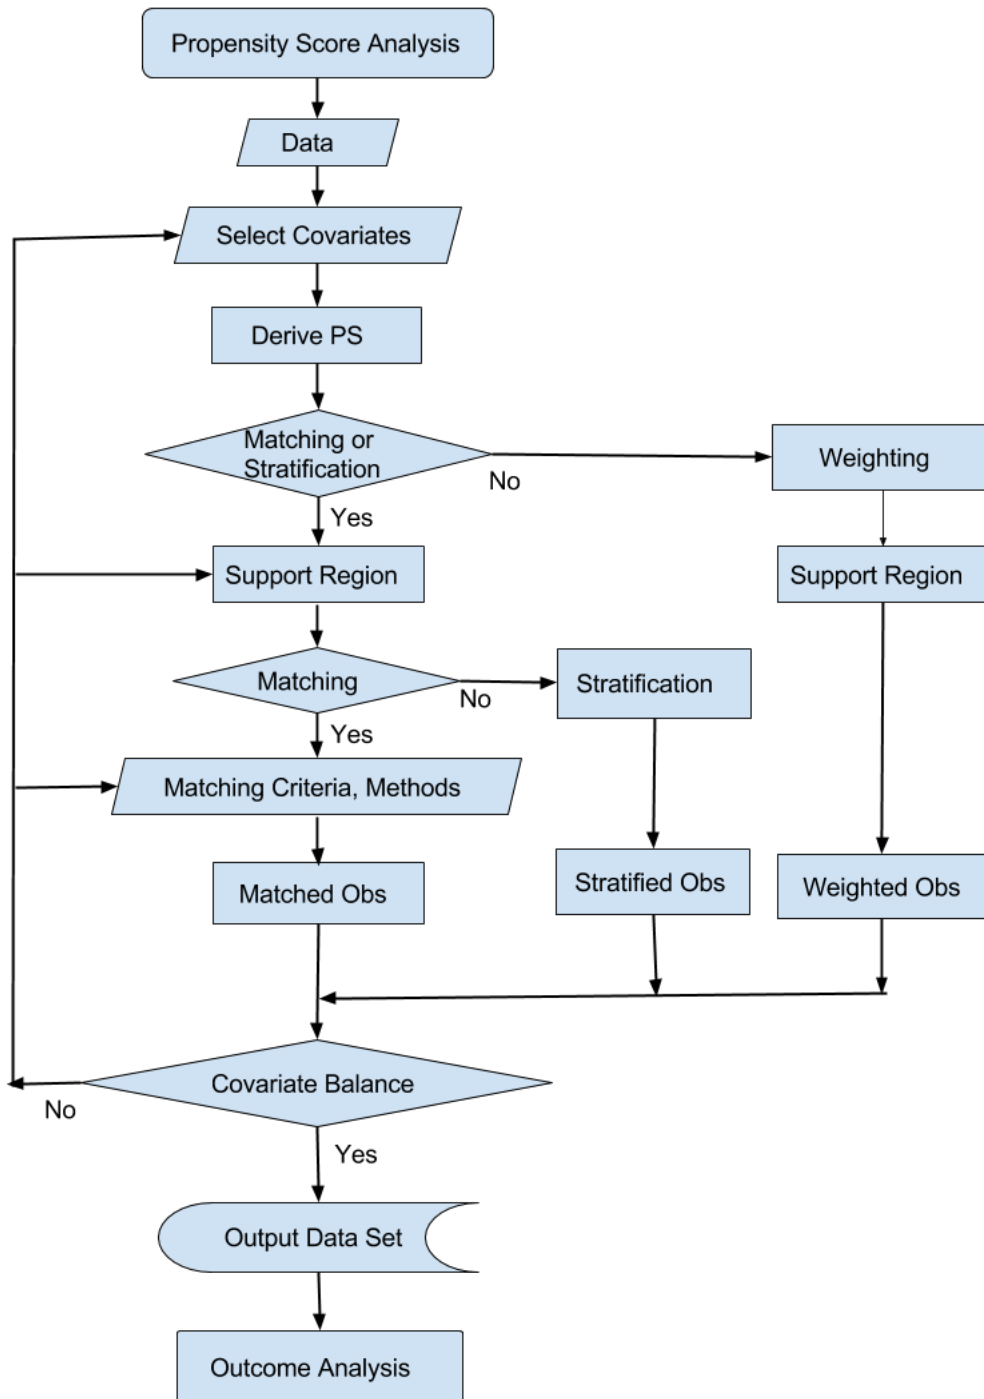 Propensity Score Analysis
Data
Select Covariates
Derive PS
Matching or
Stratification
No
Weighting
Yes
Support Region
Support Region
Matching
No
Stratification
Yes
Matching Criteria, Methods
Matched Obs
Stratified Obs
Weighted Obs
Covariate Balance
No
Yes
Output Data Set
Outcome Analysis